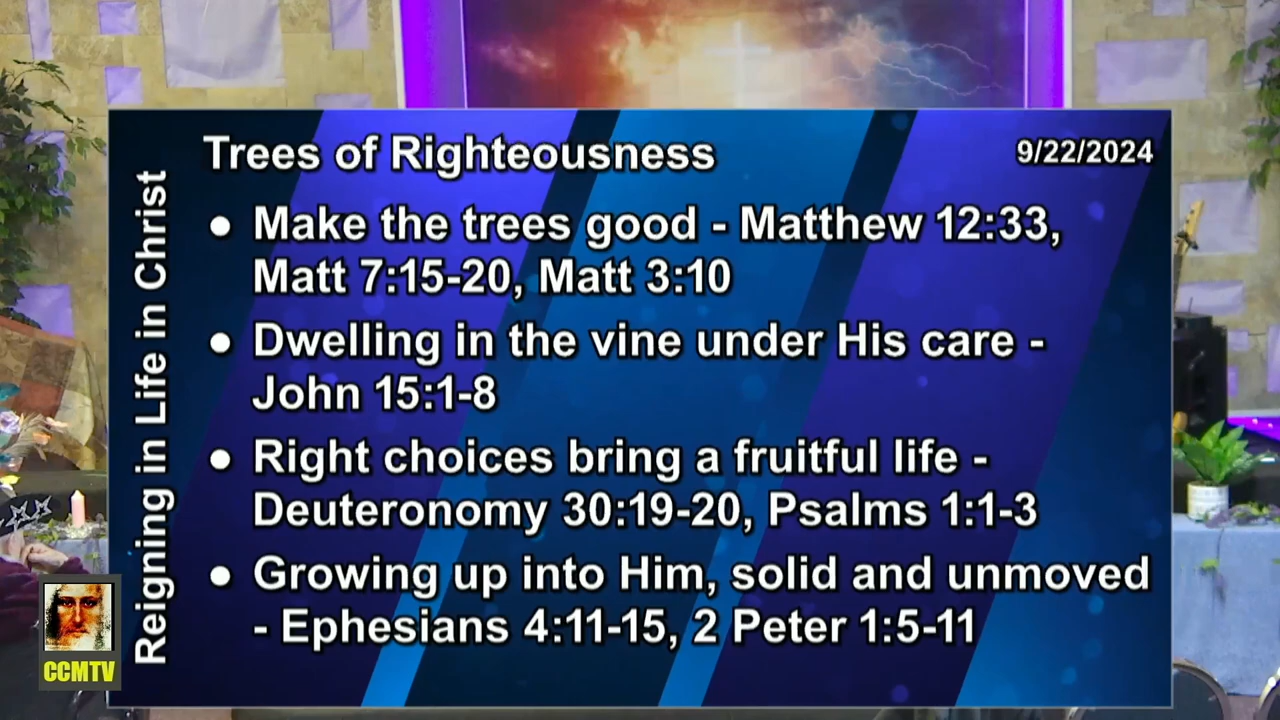 Trees of Righteousness
9/22/2024
Reigning in Life in Christ
● Make the trees good - Matthew 12:33,
Matt 7:15-20, Matt 3:10
● Dwelling in the vine under His care -
John 15:1-8
● Right choices bring a fruitful life -
Deuteronomy 30:19-20, Psalms 1:1-3
● Growing up into Him, solid and unmoved
- Ephesians 4:11-15, 2 Peter 1:5-11
CCMTV